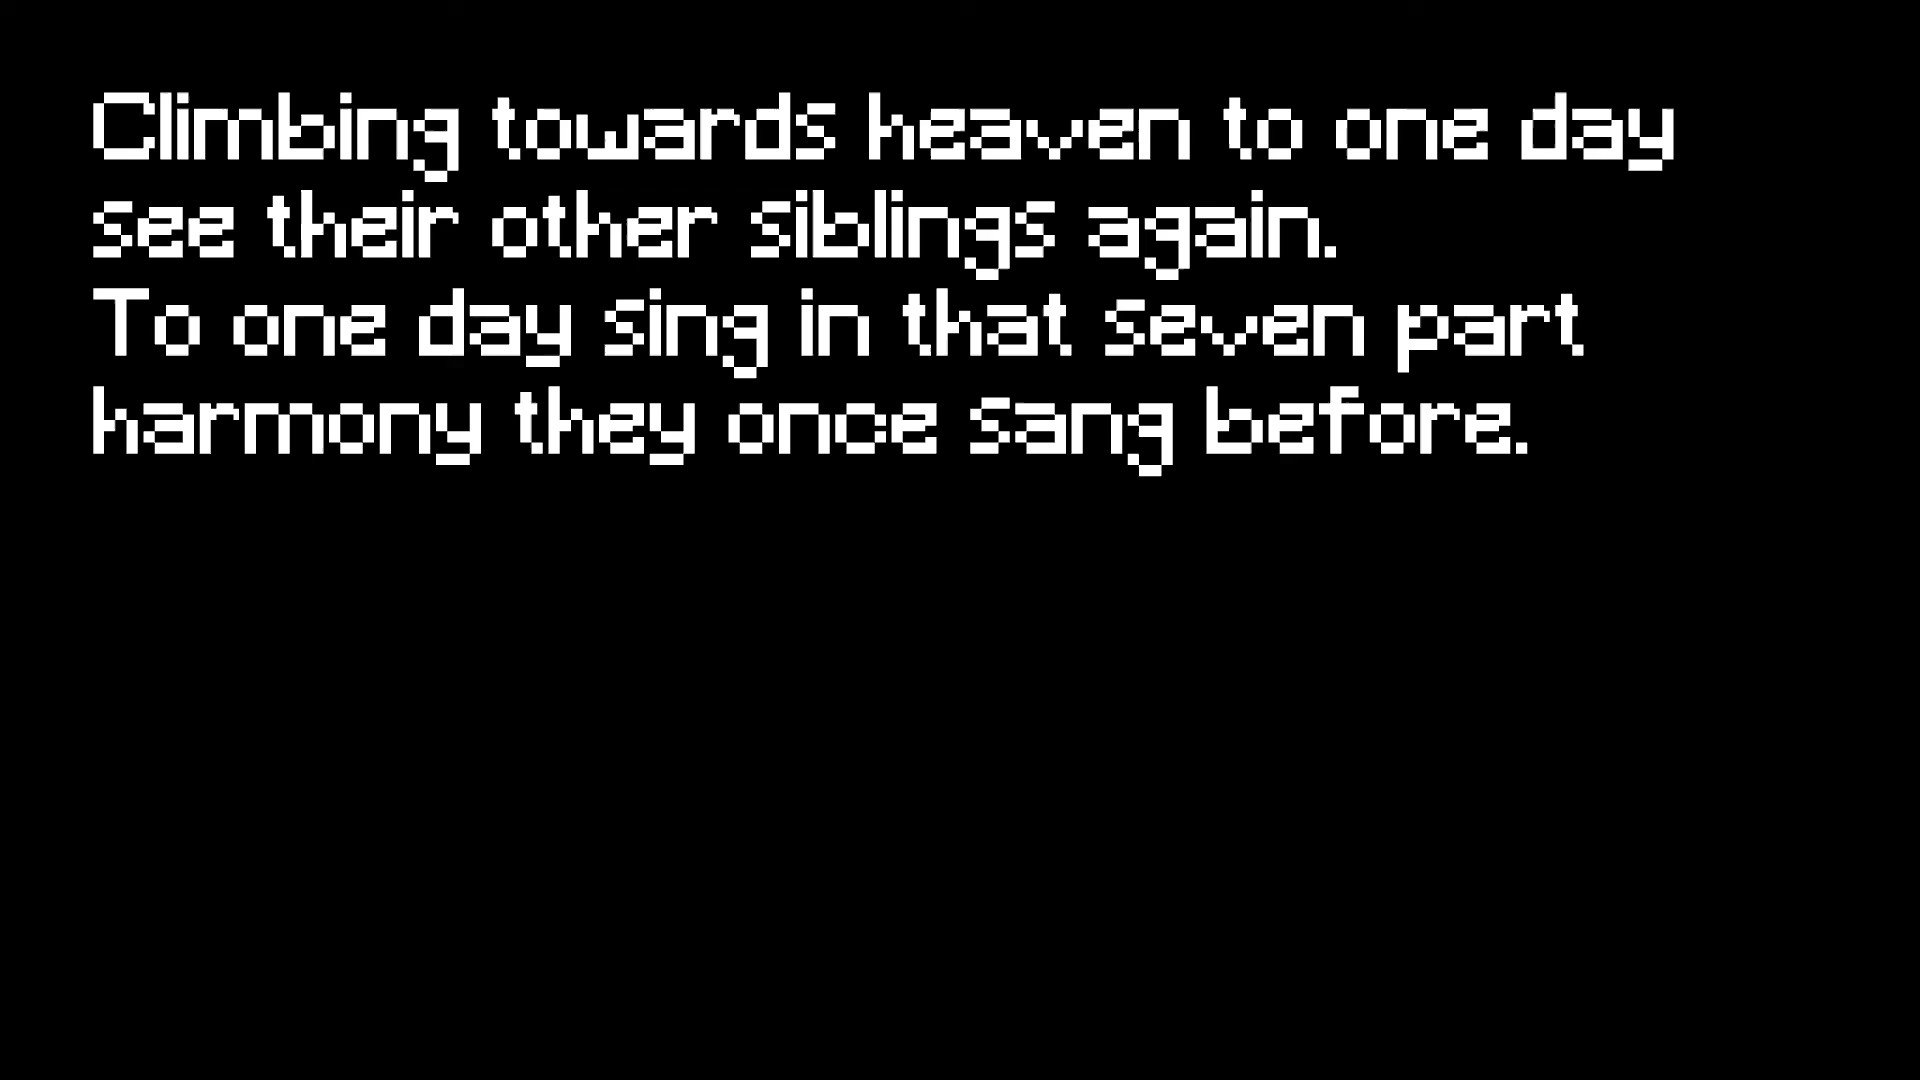 Climbing towards heaven to one day
see their other siblings again.
To one day sing in that seven part
harmony they once sang before.